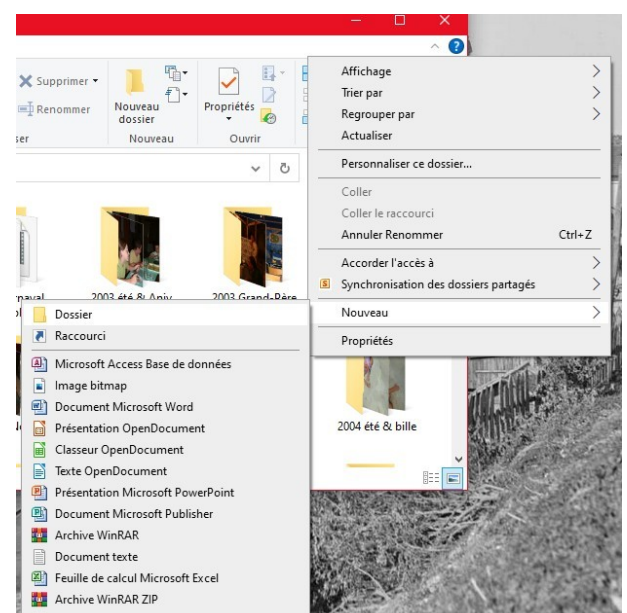 Supprimer
Renommer
Nouveau
dossier
Propriétés
Nouveau
Ouvrir
2003 été & Aniv
2003 Grand-Père
2004 été & bille
Affichage
Trier par
Regrouper par
Actualiser
Personnaliser ce dossier...
Coller
Coller le raccourci
Annuler Renommer Ctrl+Z
Accorder l'accès à
Synchronisation des dossiers partagés
Nouveau
Propriétés
Dossier
Raccourci
Microsoft Access Base de données
Image bitmap
Document Microsoft Word
Présentation OpenDocument
Classeur OpenDocument
Texte OpenDocument
Présentation Microsoft PowerPoint
Document Microsoft Publisher
Archive WinRAR
Document texte
Feuille de calcul Microsoft Excel
Archive WinRAR ZIP